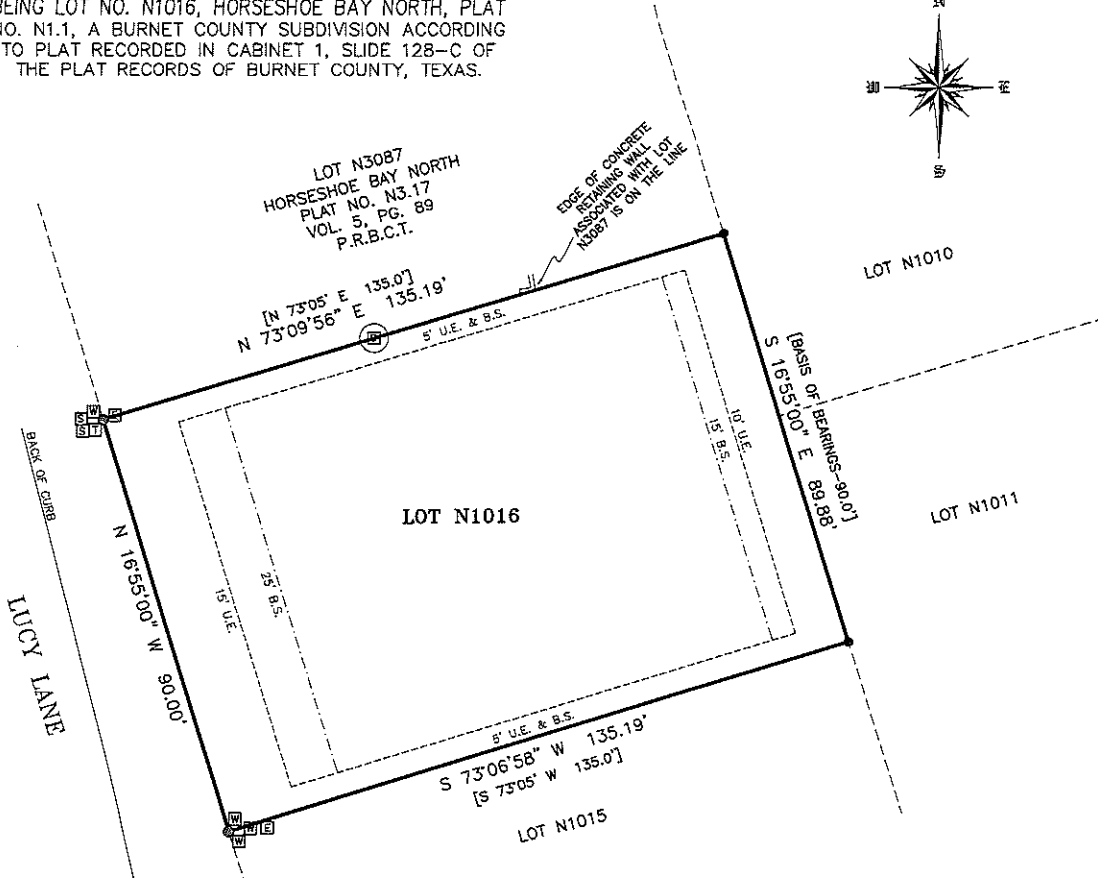 BEING LOT NO. N1016, HORSESHOE BAY NORTH, PLAT
NO. N1.1, A BURNET COUNTY SUBDIVISION ACCORDING
TO PLAT RECORDED IN CABINET 1, SLIDE 128-C OF
THE PLAT RECORDS OF BURNET COUNTY, TEXAS.
N
W
E
S
LOT N3087
HORSESHOE BAY NORTH
PLAT NO. N3.17
VOL. 5, PG. 89
P.R.B.C.T.
EDGE OF CONCRETE
RETAINING WALL
ASSOCIATED WITH LOT
N3087 IS ON THE LINE
LOT N1010
[N 73°05' E 135.0']
N 73°09'56" E 135.19'
5' U.E. & B.S.
[BASIS OF BEARINGS-90.0']
S 16°55'00" E 89.88'
10' U.E.
15' B.S.
W
S
E
S
T
BACK OF CURB
LOT N1016
LOT N1011
N 16°55'00" W 90.00'
15' U.E.
25' B.S.
LUCY LANE
5' U.E. & B.S.
S 73°06'58" W 135.19'
[S 73°05' W 135.0']
LOT N1015
W
W
E
W